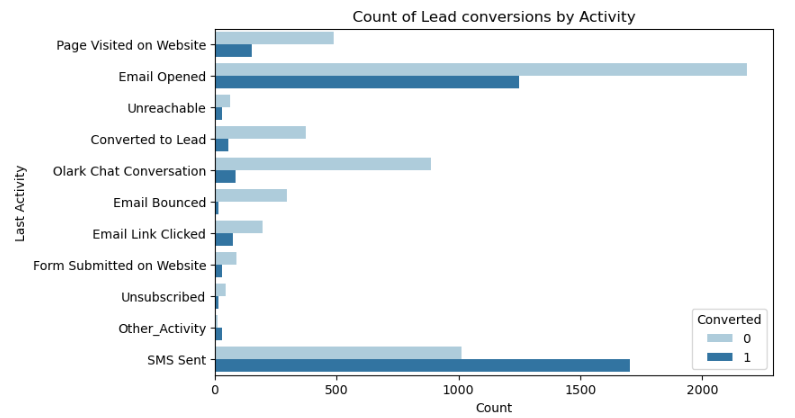 Count of Lead conversions by Activity
Last Activity
Page Visited on Website
Email Opened
Unreachable
Converted to Lead
Olark Chat Conversation
Email Bounced
Email Link Clicked
Form Submitted on Website
Unsubscribed
Other_Activity
SMS Sent
Converted
0
1
0 500 1000 1500 2000
Count